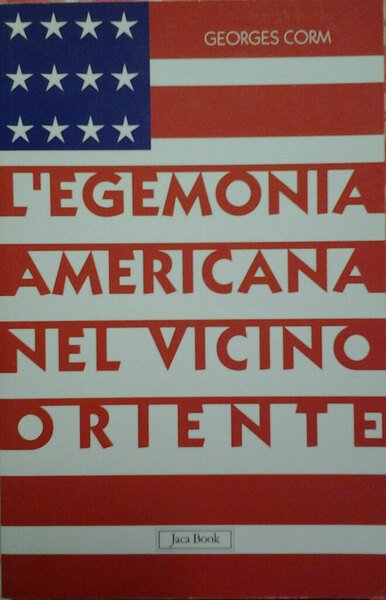 GEORGES CORM
L'EGEMONIA
AMERICANA
NEL VICINO
ORIENTE
Jaca Book